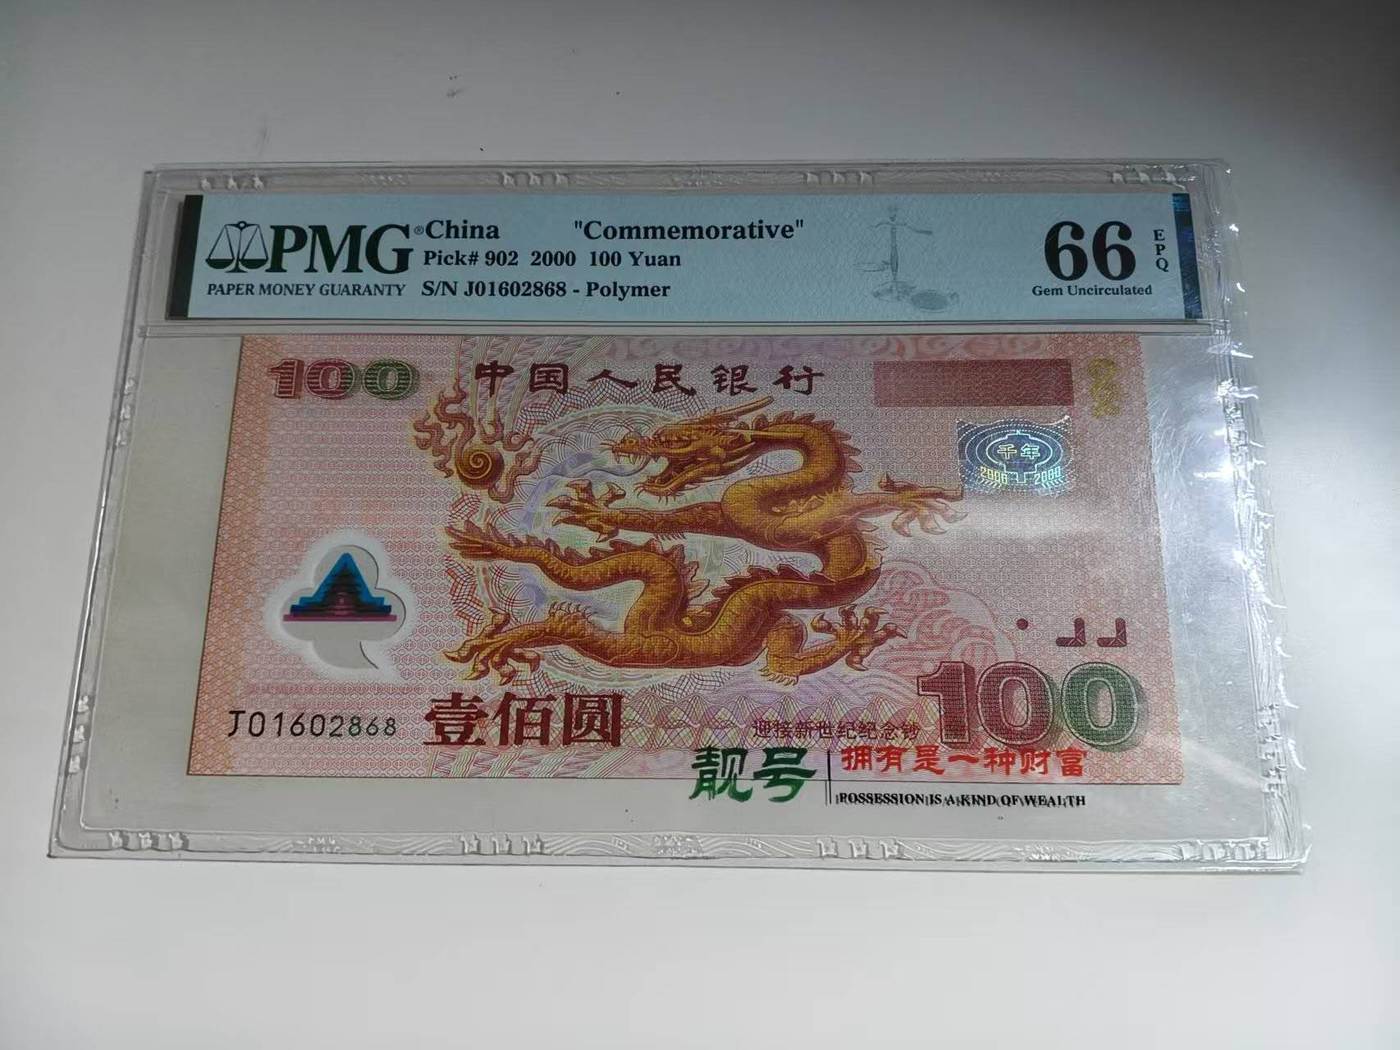 PMG® China "Commemorative"
Pick# 902 2000 100 Yuan
PAPER MONEY GUARANTY S/N J01602868 - Polymer
66 EPQ
Gem Uncirculated
100 中国人民银行
千年
2000 2000
J01602868 壹佰圆 迎接新世纪纪念钞 100
靓号 拥有是一种财富
POSSESSION IS A KIND OF WEALTH